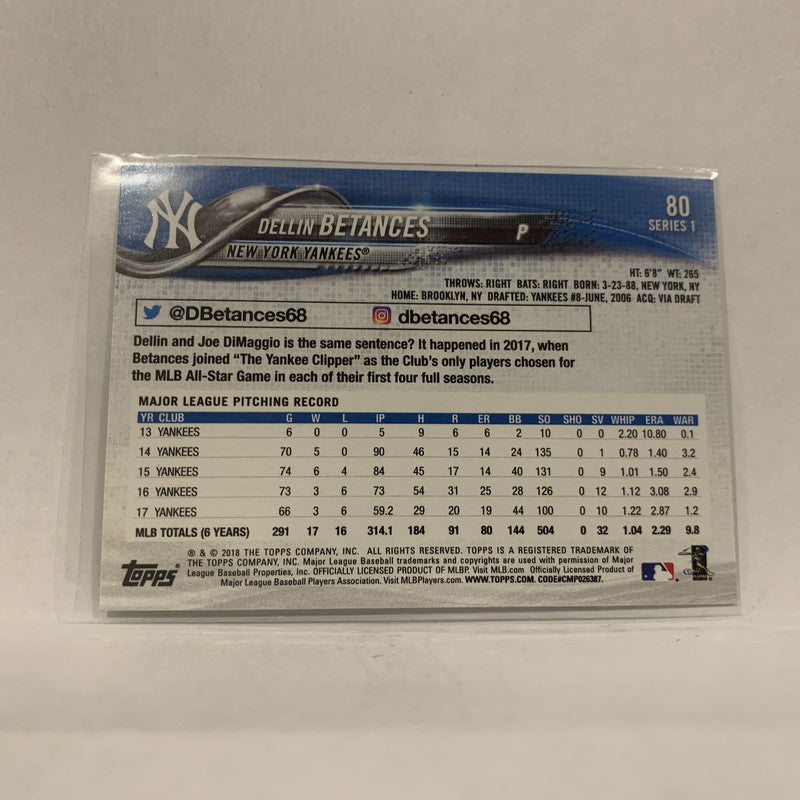 NY
DELLIN BETANCES
P
80
SERIES 1
NEW YORK YANKEES®
HT: 6'8" WT: 265
THROWS: RIGHT BATS: RIGHT BORN: 3-23-88, NEW YORK, NY
HOME: BROOKLYN, NY DRAFTED: YANKEES #8-JUNE, 2006 ACQ: VIA DRAFT
@DBetances68 dbetances68
Dellin and Joe DiMaggio is the same sentence? It happened in 2017, when
Betances joined “The Yankee Clipper” as the Club's only players chosen for
the MLB All-Star Game in each of their first four full seasons.
MAJOR LEAGUE PITCHING RECORD
YR CLUB G W L IP H R ER BB SO SHO SV WHIP ERA WAR
13 YANKEES 6 0 0 5 9 6 6 2 10 0 0 2.20 10.80 0.1
14 YANKEES 70 5 0 90 46 15 14 24 135 0 1 0.78 1.40 3.2
15 YANKEES 74 6 4 84 45 17 14 40 131 0 9 1.01 1.50 2.4
16 YANKEES 73 3 6 73 54 31 25 28 126 0 12 1.12 3.08 2.9
17 YANKEES 66 3 6 59.2 29 20 19 44 100 0 10 1.22 2.87 1.2
MLB TOTALS (6 YEARS) 291 17 16 314.1 184 91 80 144 504 0 32 1.04 2.29 9.8
® & © 2018 THE TOPPS COMPANY, INC. ALL RIGHTS RESERVED. TOPPS IS A REGISTERED TRADEMARK OF
THE TOPPS COMPANY, INC. Major League Baseball trademarks and copyrights are used with permission of Major
League Baseball Properties, Inc. OFFICIALLY LICENSED PRODUCT OF MLBP. Visit MLB.com Officially Licensed Product of
Major League Baseball Players Association. Visit MLBPlayers.com. WWW.TOPPS.COM. CODE#CMP026387.
Topps